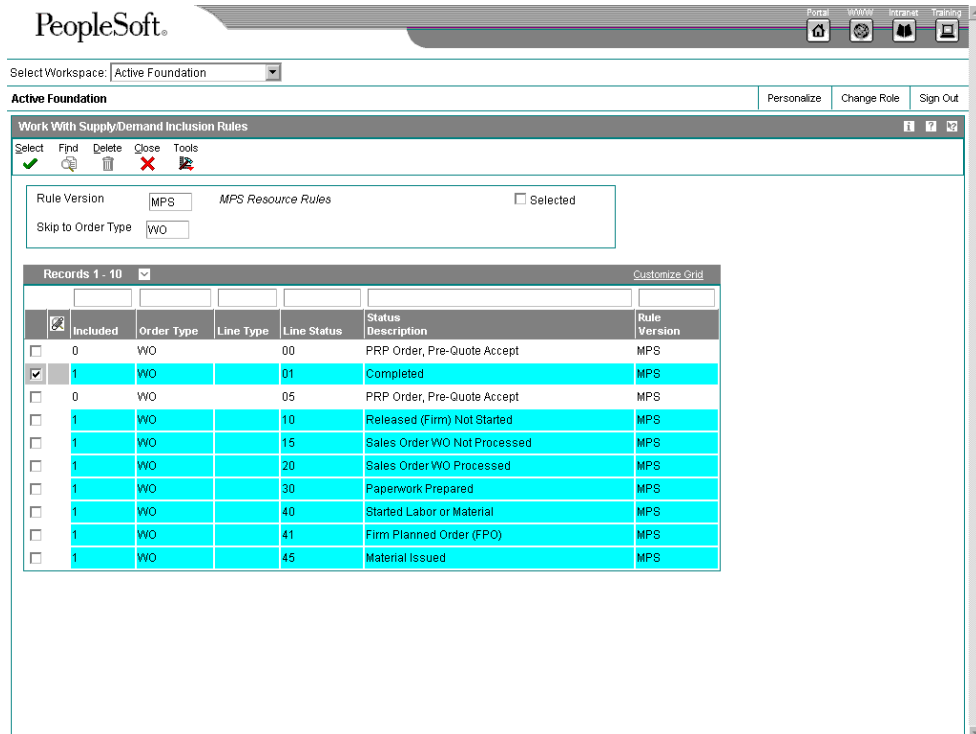 Portal WWW Intranet Training
PeopleSoft.
Select Workspace: Active Foundation
Active Foundation Personalize Change Role Sign Out
Work With Supply/Demand Inclusion Rules
Select Find Delete Close Tools
Rule Version MPS MPS Resource Rules Selected
Skip to Order Type WO
Records 1 - 10 Customize Grid
Included Order Type Line Type Line Status Status Description Rule Version
0 WO 00 PRP Order, Pre-Quote Accept MPS
1 WO 01 Completed MPS
0 WO 05 PRP Order, Pre-Quote Accept MPS
1 WO 10 Released (Firm) Not Started MPS
1 WO 15 Sales Order WO Not Processed MPS
1 WO 20 Sales Order WO Processed MPS
1 WO 30 Paperwork Prepared MPS
1 WO 40 Started Labor or Material MPS
1 WO 41 Firm Planned Order (FPO) MPS
1 WO 45 Material Issued MPS